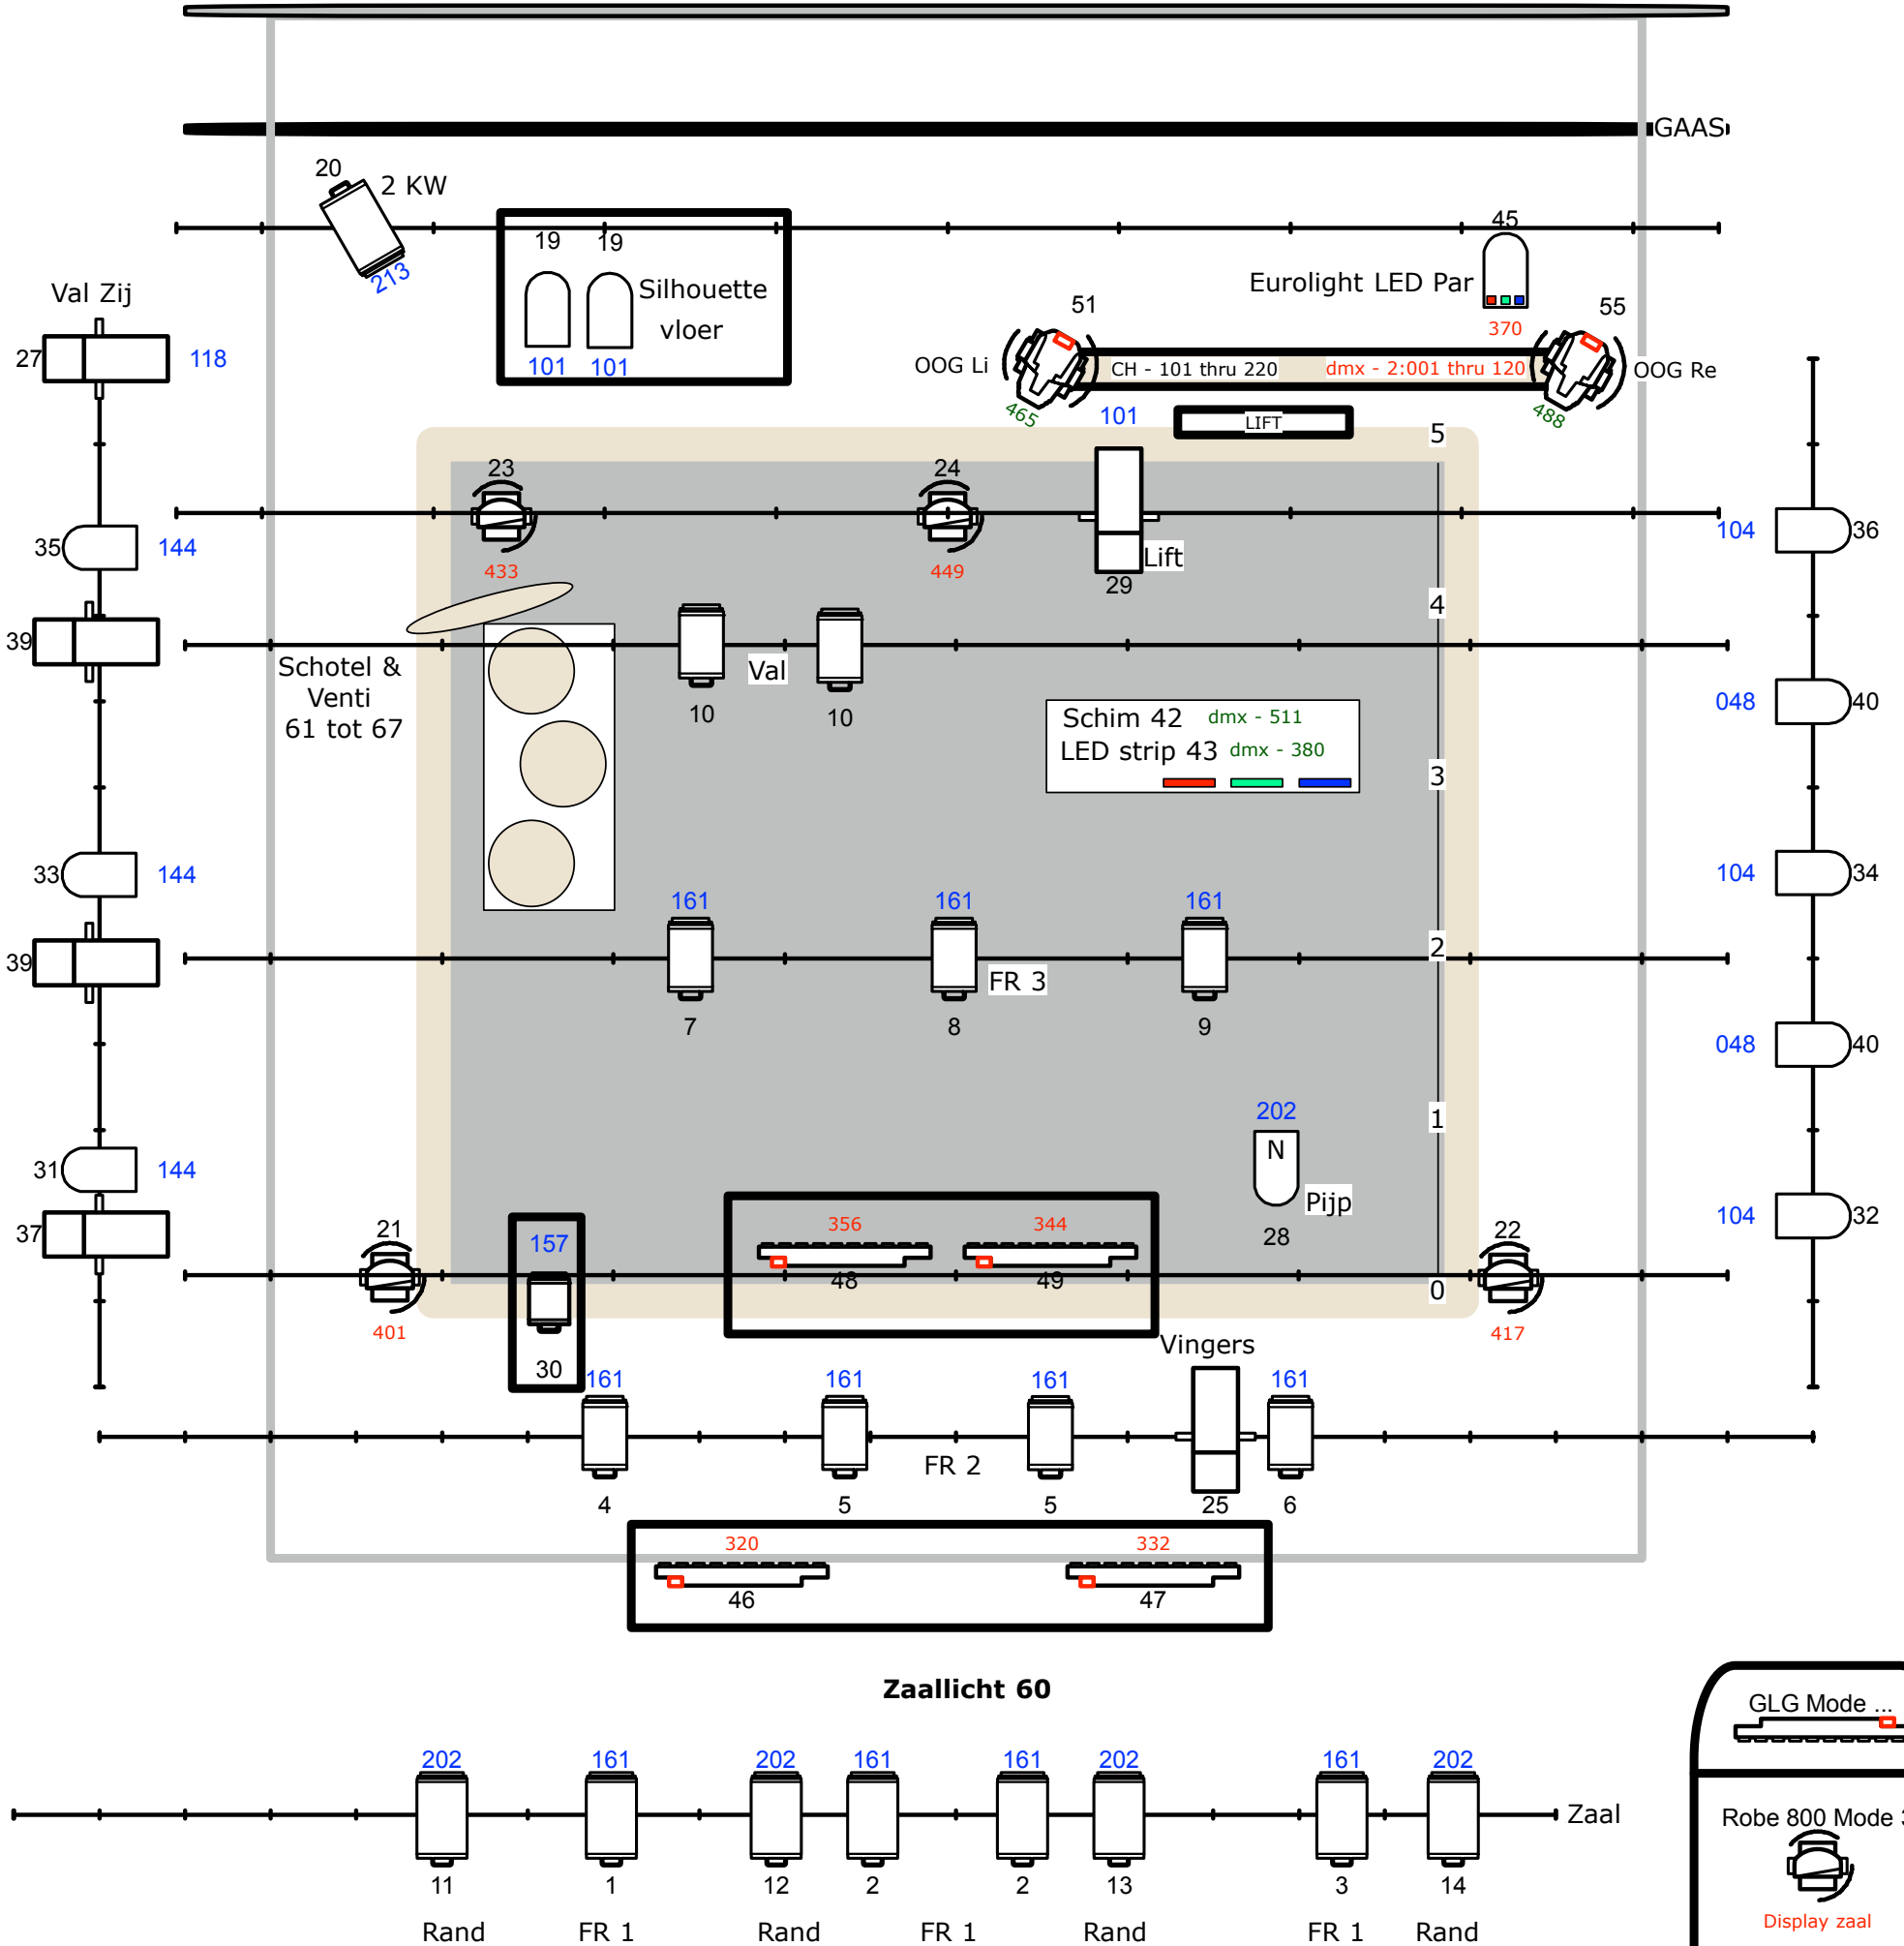 GAAS
20
2 KW
213
19 19
Silhouette
vloer
101 101
45
Eurolight LED Par
370
51
55
OOG Li
CH - 101 thru 220
dmx - 2:001 thru 120
OOG Re
465
488
Val Zij
27
118
101
LIFT
5
23
24
433
449
Lift
29
35
144
104
36
4
39
Schotel &
Venti
61 tot 67
Val
10
10
048
40
Schim 42 dmx - 511
LED strip 43 dmx - 380
3
33
144
104
34
161
161
161
39
2
FR 3
7
8
9
048
40
1
202
N
Pijp
28
31
144
104
32
37
21
157
356
344
22
48
49
0
401
417
30
Vingers
161
161
161
161
FR 2
4
5
5
25
6
320
332
46
47
Zaallicht 60
GLG Mode ...
202
161
202
161
161
202
161
202
Zaal
Robe 800 Mode
11
1
12
2
2
13
3
14
Display zaal
Rand
FR 1
Rand
FR 1
Rand
FR 1
Rand